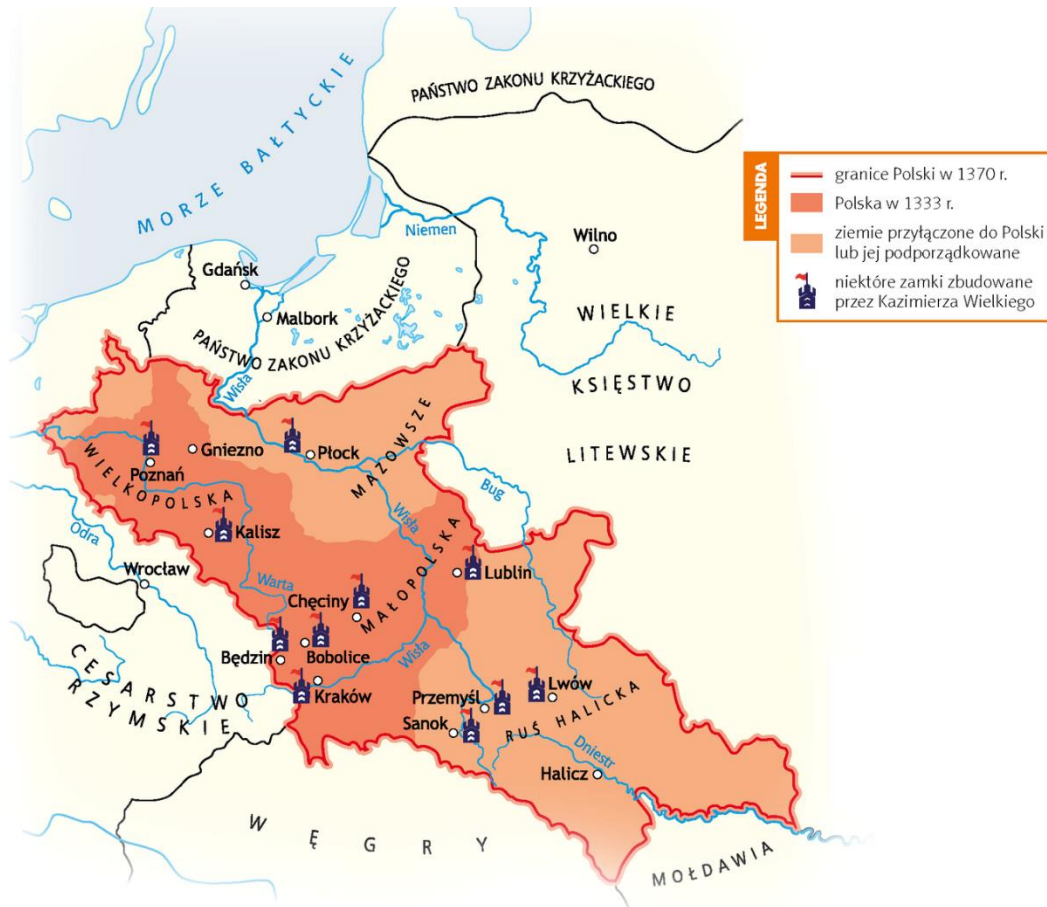 PAŃSTWO ZAKONU KRZYŻACKIEGO
MORZE BAŁTYCKIE
LEGENDA
granice Polski w 1370 r.
Polska w 1333 r.
ziemie przyłączone do Polski
lub jej podporządkowane
niektóre zamki zbudowane
przez Kazimierza Wielkiego
Niemen
Wilno
Gdańsk
Malbork
PAŃSTWO ZAKONU KRZYŻACKIEGO
WIELKIE
KSIĘSTWO
LITEWSKIE
Wisła
Gniezno
Płock
MAZOWSZE
Poznań
WIELKOPOLSKA
Bug
Odra
Kalisz
Wisła
Wrocław
Warta
Chęciny
MAŁOPOLSKA
Lublin
Będzin
Bobolice
Wisła
Kraków
CESARSTWO
RZYMSKIE
Przemyśl
Lwów
Sanok
RUŚ HALICKA
Dniestr
Halicz
WĘGRY
MOŁDAWIA